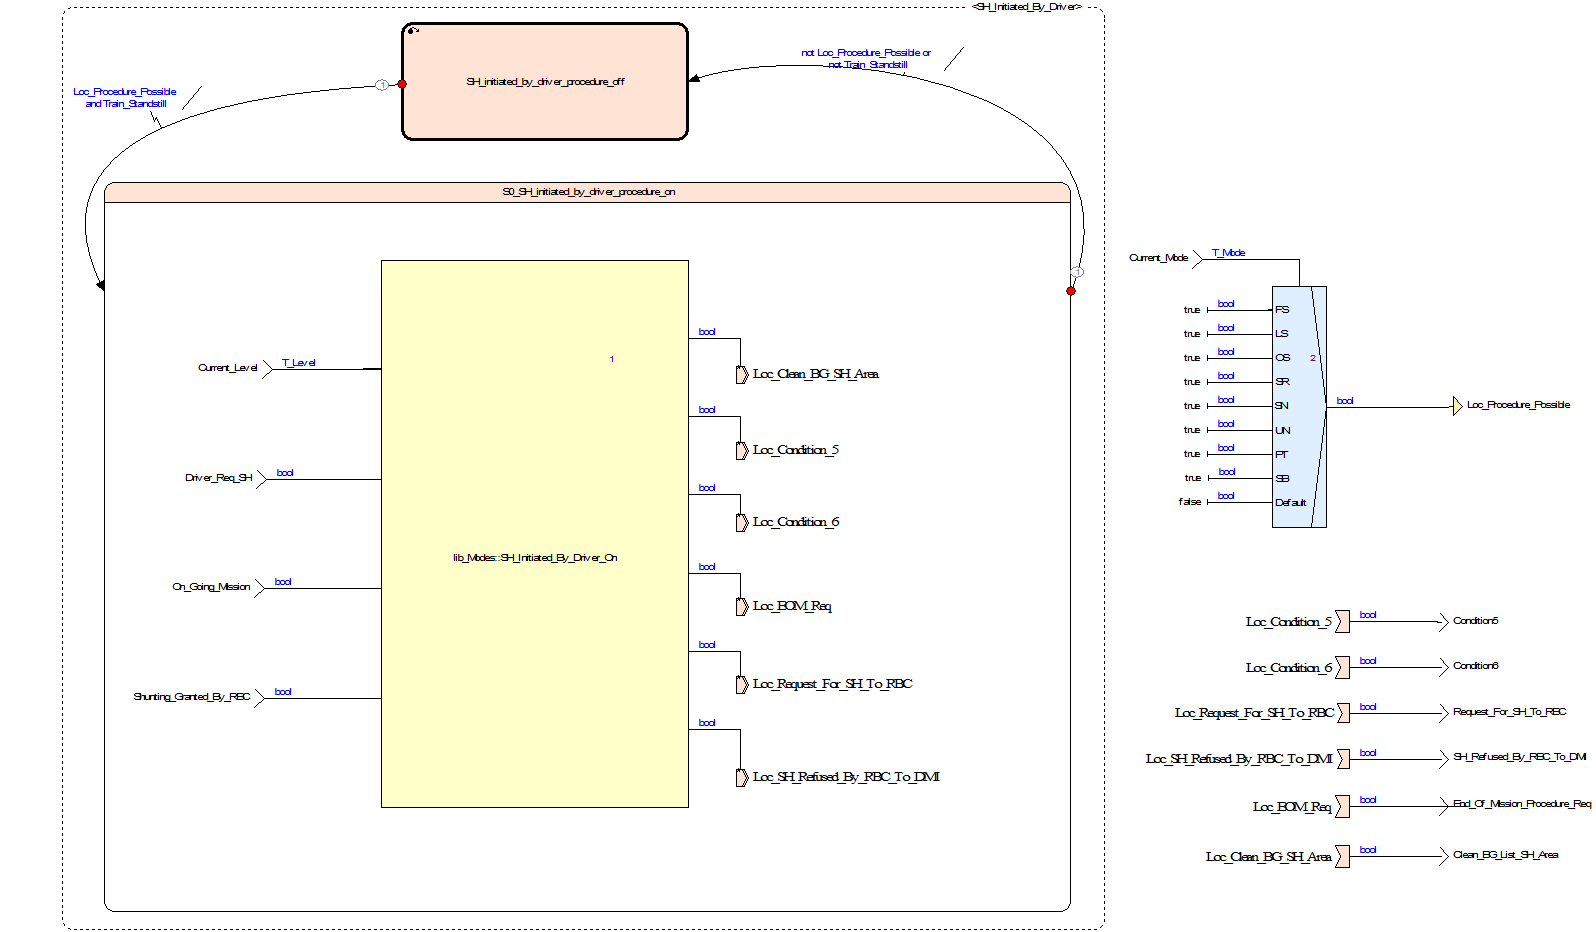 <SH_Initiated_By_Driver>
SH_initiated_by_driver_procedure_off
not Loc_Procedure_Possible or
not Train_Standstill
1
Loc_Procedure_Possible
and Train_Standstill
S0_SH_initiated_by_driver_procedure_on
1
Current_Level
T_Level
1
Driver_Req_SH
bool
On_Going_Mission
bool
Shunting_Granted_By_RBC
bool
lib_Modes::SH_Initiated_By_Driver_On
bool
Loc_Clean_BG_SH_Area
bool
Loc_Condition_5
bool
Loc_Condition_6
bool
Loc_EOM_Req
bool
Loc_Request_For_SH_To_RBC
bool
Loc_SH_Refused_By_RBC_To_DMI
Current_Mode
T_Mode
true bool FS
true bool LS
true bool OS 2
true bool SR
true bool SN
true bool UN
true bool PT
true bool SB
false bool Default
bool
Loc_Procedure_Possible
Loc_Condition_5 bool Condition5
Loc_Condition_6 bool Condition6
Loc_Request_For_SH_To_RBC bool Request_For_SH_To_RBC
Loc_SH_Refused_By_RBC_To_DMI bool SH_Refused_By_RBC_To_DMI
Loc_EOM_Req bool End_Of_Mission_Procedure_Req
Loc_Clean_BG_SH_Area bool Clean_BG_List_SH_Area